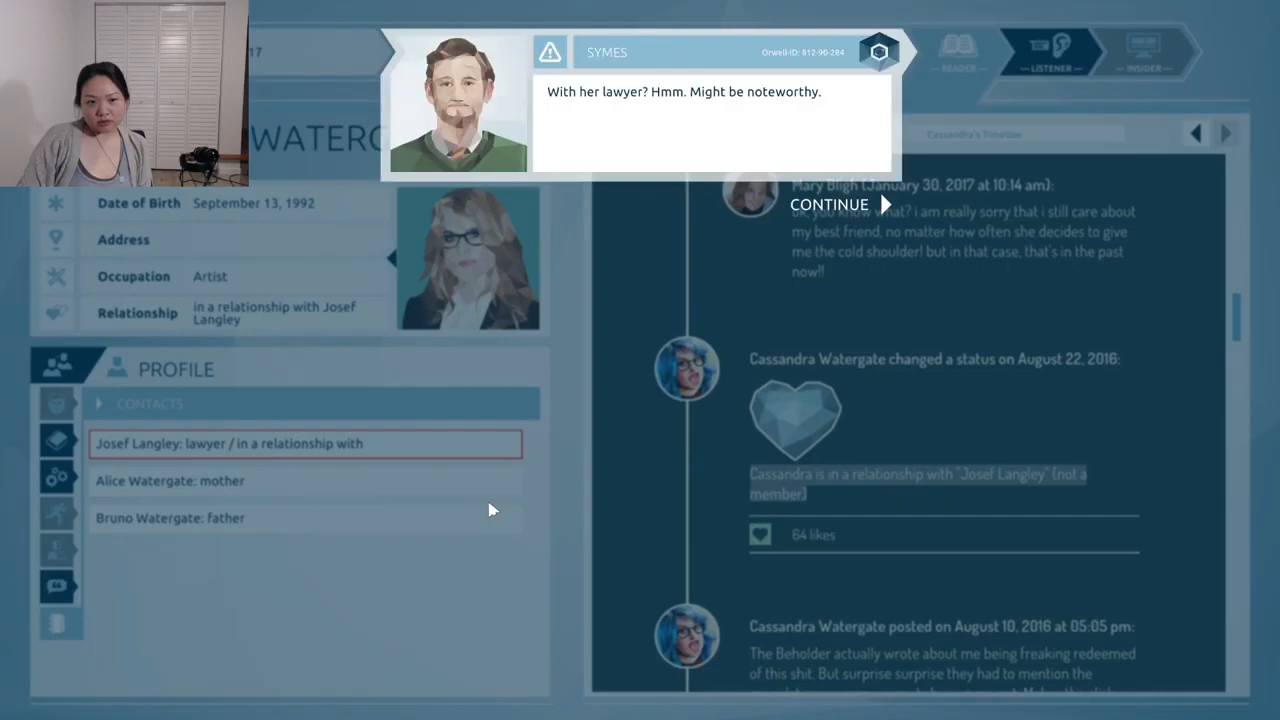 17
SYMES
Orwell-ID: 812-90-284
With her lawyer? Hmm. Might be noteworthy.
CONTINUE
READER
LISTENER
INSIDER
WATERG
Date of Birth September 13, 1992
Address
Occupation Artist
Relationship in a relationship with Josef
Langley
PROFILE
CONTACTS
Josef Langley: lawyer / in a relationship with
Alice Watergate: mother
Bruno Watergate: father
Cassandra's Timeline
Mary Bligh (January 30, 2017 at 10:14 am):
ok, you know what? i am really sorry that i still care about
my best friend, no matter how often she decides to give
me the cold shoulder! but in that case, that's in the past
now!!
Cassandra Watergate changed a status on August 22, 2016:
Cassandra is in a relationship with "Josef Langley" (not a
member)
64 likes
Cassandra Watergate posted on August 10, 2016 at 05:05 pm:
The Beholder actually wrote about me being freaking redeemed
of this shit. But surprise surprise they had to mention the